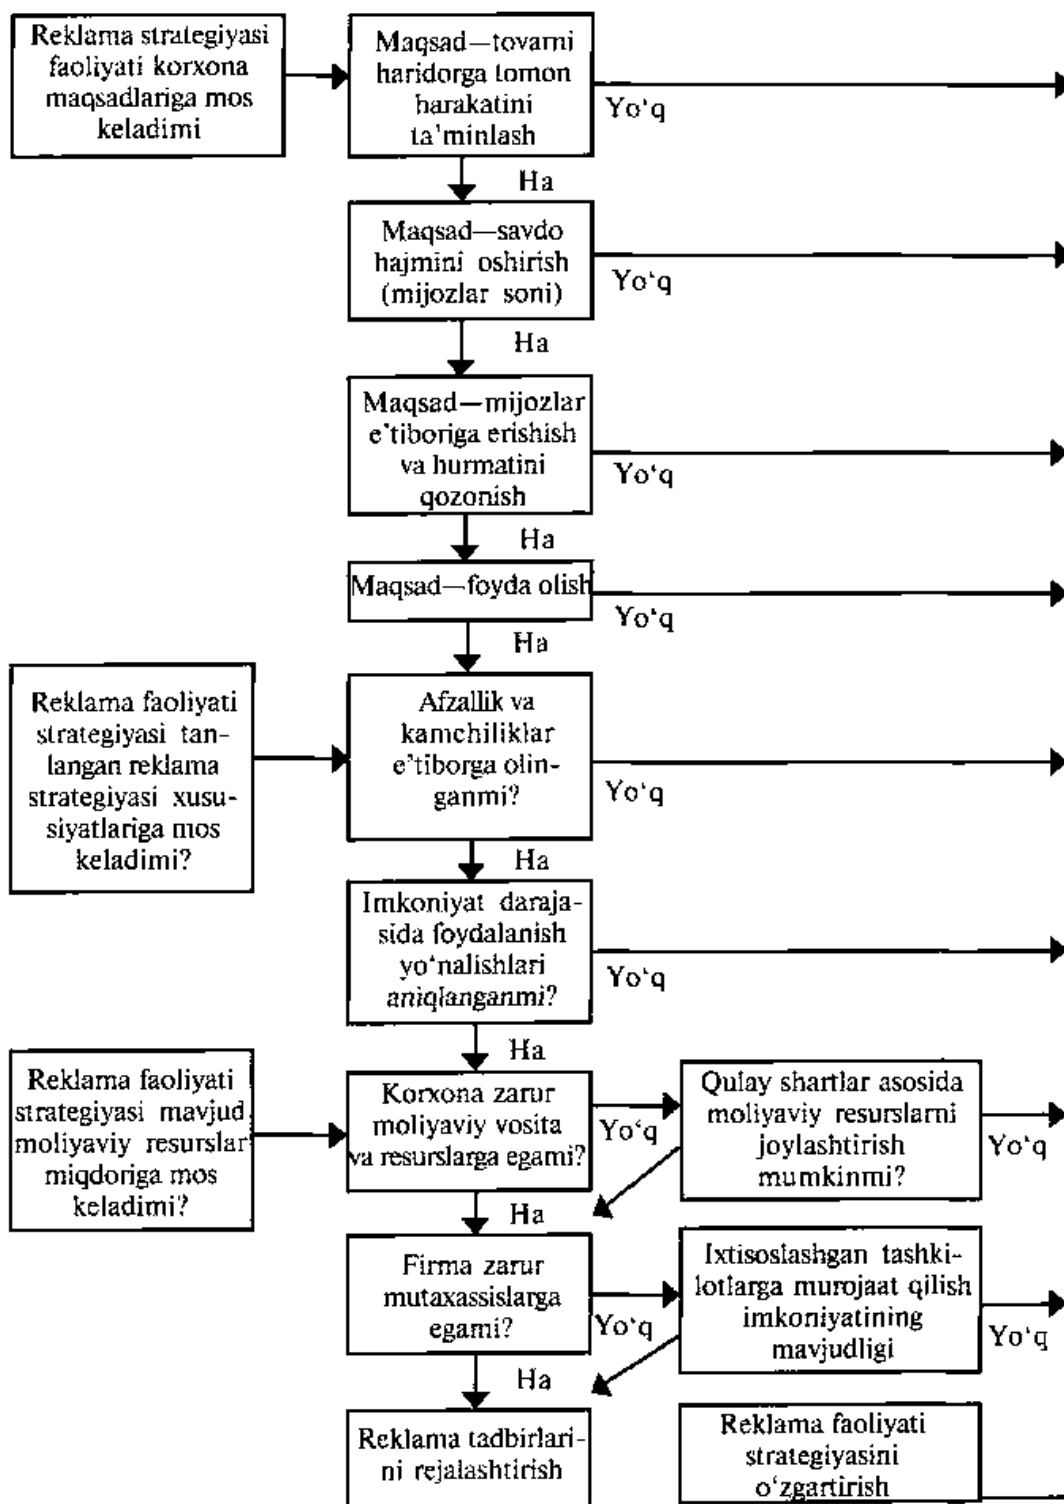 Reklama strategiyasi
faoliyati korxona
maqsadlariga mos
keladimi
Maqsad—tovarni
haridorga tomon
harakatini
ta'minlash
Yo‘q
Ha
Maqsad—savdo
hajmini oshirish
(mijozlar soni)
Yo‘q
Ha
Maqsad—mijozlar
e'tiboriga erishish
va hurmatini
qozonish
Yo‘q
Ha
Maqsad—foyda olish
Yo‘q
Ha
Reklama faoliyati
strategiyasi tan-
langan reklama
strategiyasi xusu-
siyatlariga mos
keladimi?
Afzallik va
kamchiliklar
e'tiborga olin-
ganmi?
Yo‘q
Ha
Imkoniyat daraja-
sida foydalanish
yo‘nalishlari
aniqlanganmi?
Yo‘q
Ha
Reklama faoliyati
strategiyasi mavjud
moliyaviy resurslar
miqdoriga mos
keladimi?
Korxona zarur
moliyaviy vosita
va resurslarga egami?
Yo‘q
Qulay shartlar asosida
moliyaviy resurslarni
joylashtirish
mumkinmi?
Yo‘q
Ha
Firma zarur
mutaxassislarga
egami?
Yo‘q
Ixtisoslashgan tashki-
lotlarga murojaat qilish
imkoniyatining
mavjudligi
Yo‘q
Ha
Reklama tadbirlari-
ni rejalashtirish
Reklama faoliyati
strategiyasini
o‘zgartirish